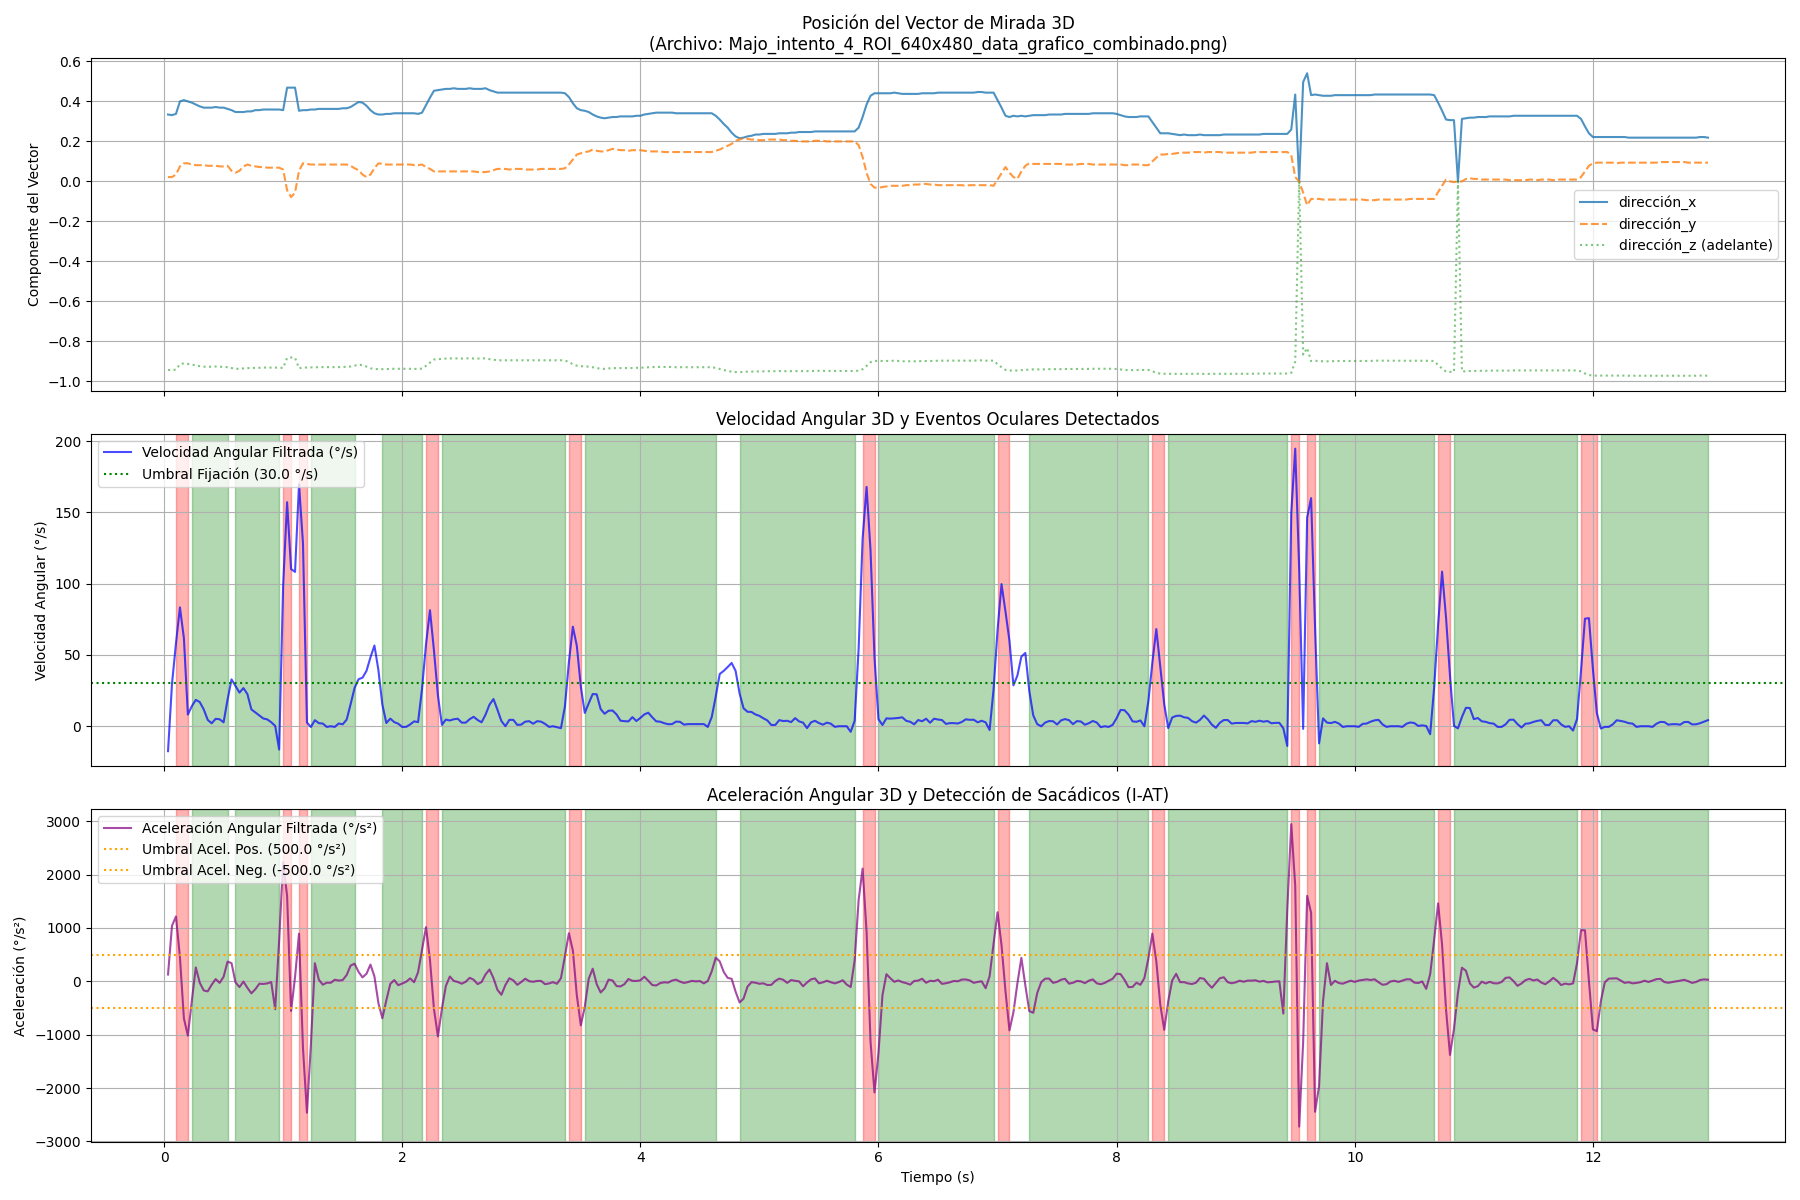 Posición del Vector de Mirada 3D
(Archivo: Majo_intento_4_ROI_640x480_data_grafico_combinado.png)
Componente del Vector
0.6
0.4
0.2
0.0
−0.2
−0.4
−0.6
−0.8
−1.0
dirección_x
dirección_y
dirección_z (adelante)
Velocidad Angular 3D y Eventos Oculares Detectados
Velocidad Angular (°/s)
200
150
100
50
0
Velocidad Angular Filtrada (°/s)
Umbral Fijación (30.0 °/s)
Aceleración Angular 3D y Detección de Sacádicos (I-AT)
Aceleración (°/s²)
3000
2000
1000
0
−1000
−2000
−3000
Aceleración Angular Filtrada (°/s²)
Umbral Acel. Pos. (500.0 °/s²)
Umbral Acel. Neg. (-500.0 °/s²)
0 2 4 6 8 10 12
Tiempo (s)